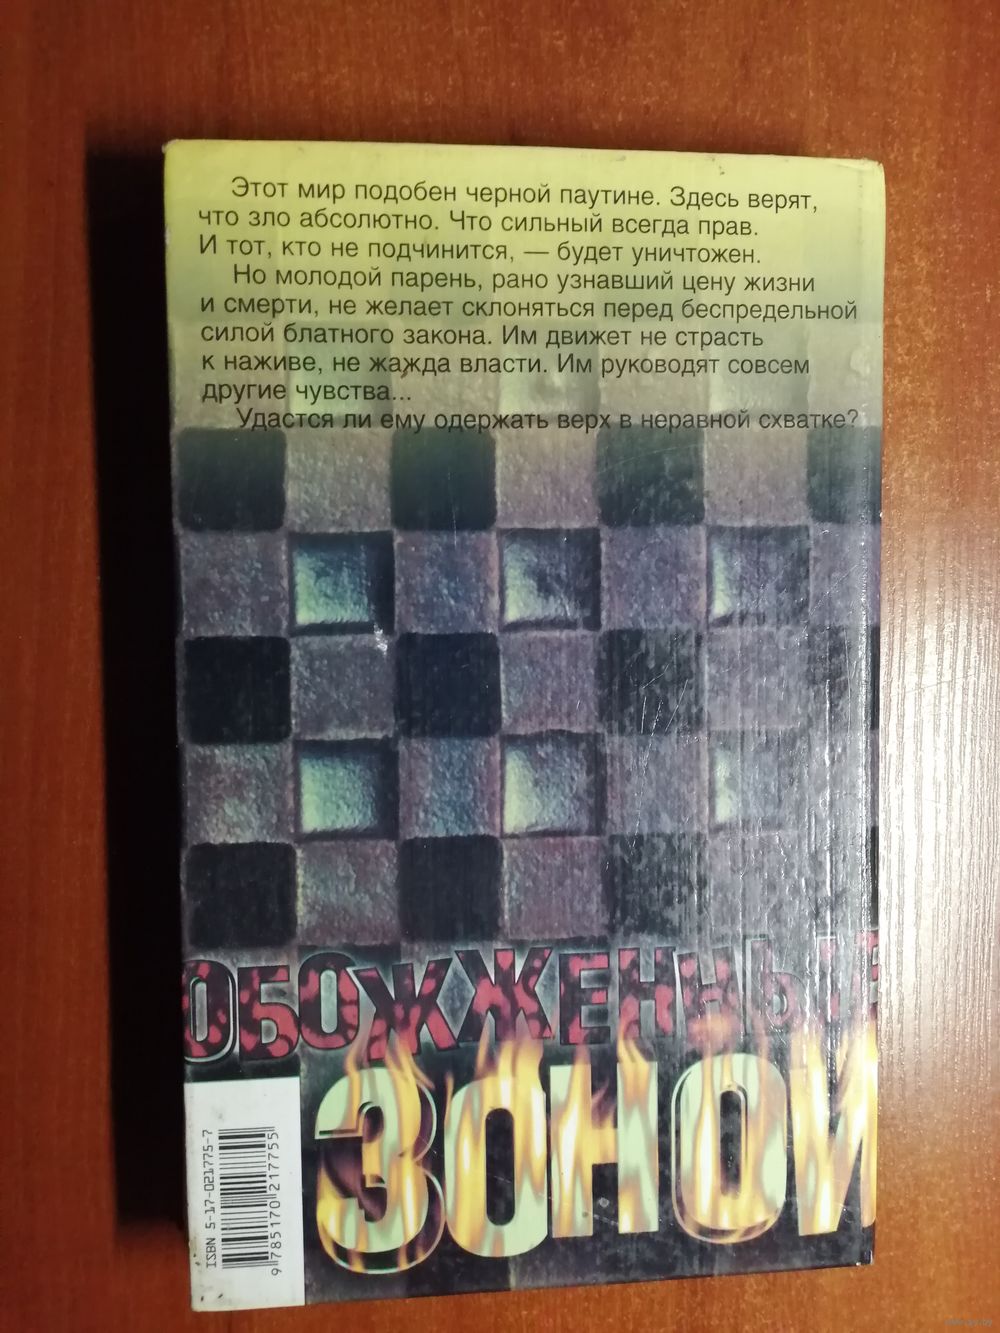 Этот мир подобен черной паутине. Здесь верят,
что зло абсолютно. Что сильный всегда прав.
И тот, кто не подчинится, — будет уничтожен.
Но молодой парень, рано узнавший цену жизни
и смерти, не желает склоняться перед беспредельной
силой блатного закона. Им движет не страсть
к наживе, не жажда власти. Им руководят совсем
другие чувства...
Удастся ли ему одержать верх в неравной схватке?
ОБОЖЖЕННЫЕ
ЗОНОЙ
ISBN 5-17-021775-7
9785170217755